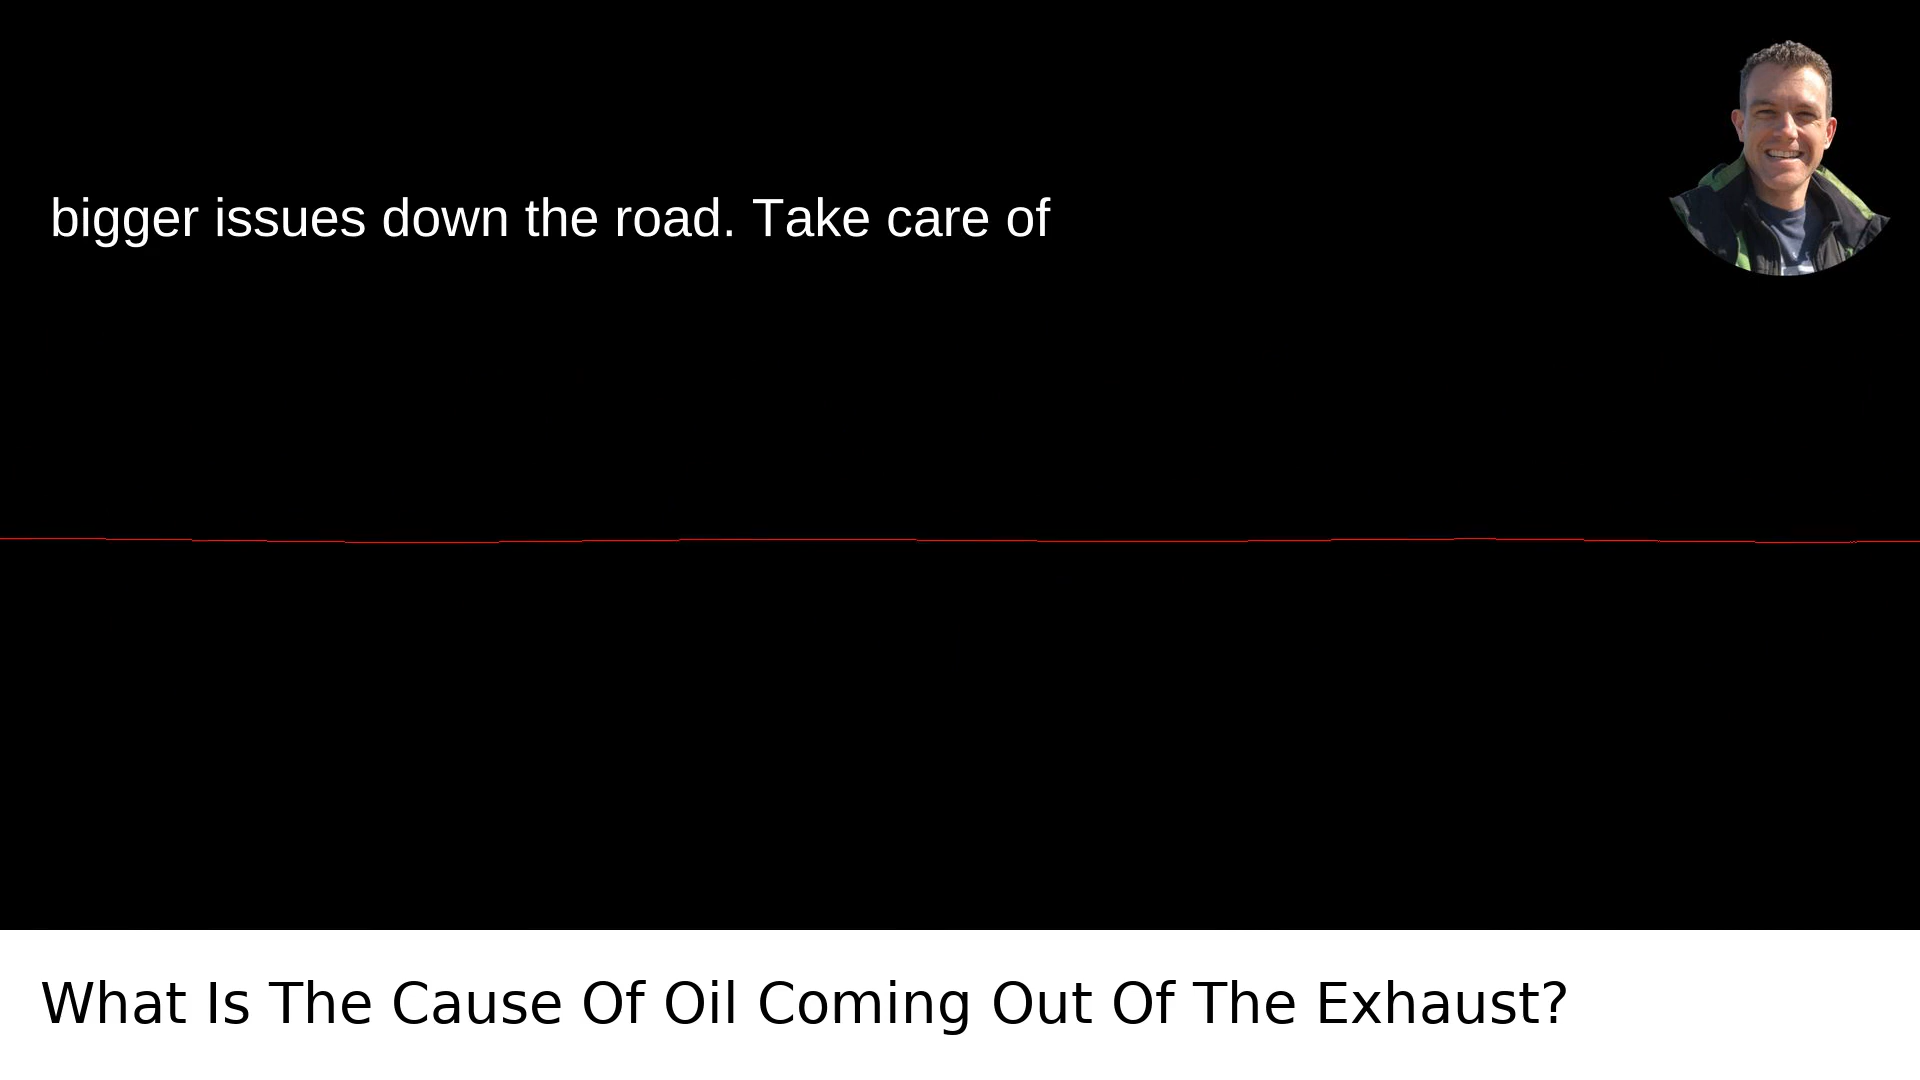 bigger issues down the road. Take care of
What Is The Cause Of Oil Coming Out Of The Exhaust?